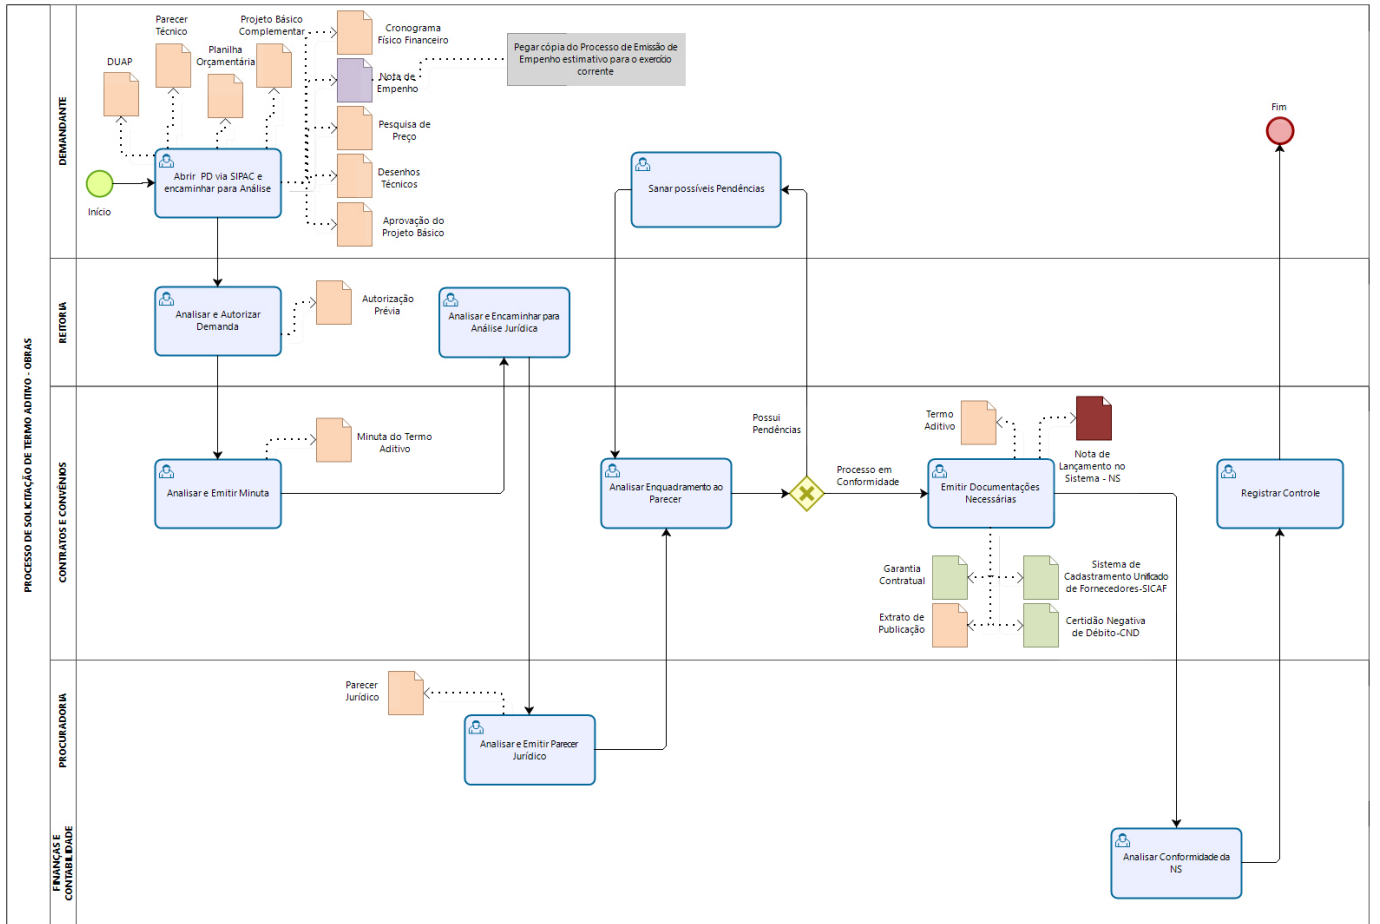 PROCESSO DE SOLICITAÇÃO DE TERMO ADITIVO - OBRAS
DEMANDANTE
DUAP
Parecer
Técnico
Planilha
Orçamentária
Projeto Básico
Complementar
Cronograma
Físico Financeiro
Nota de
Empenho
Pesquisa de
Preço
Desenhos
Técnicos
Aprovação do
Projeto Básico
Pegar cópia do Processo de Emissão de
Empenho estimativo para o exercício
corrente
Início
Abrir PD via SIPAC e
encaminhar para Análise
Sanar possíveis Pendências
Fim
REITORIA
Analisar e Autorizar
Demanda
Autorização
Prévia
Analisar e Encaminhar para
Análise Jurídica
CONTRATOS E CONVÊNIOS
Analisar e Emitir Minuta
Minuta do Termo
Aditivo
Analisar Enquadramento ao
Parecer
Possui
Pendências
Processo em
Conformidade
Termo
Aditivo
Nota de
Lançamento no
Sistema - NS
Emitir Documentações
Necessárias
Garantia
Contratual
Sistema de
Cadastramento Unificado
de Fornecedores-SICAF
Extrato de
Publicação
Certidão Negativa
de Débito-CND
Registrar Controle
PROCURADORIA
Parecer
Jurídico
Analisar e Emitir Parecer
Jurídico
FINANÇAS E
CONTABILIDADE
Analisar Conformidade da
NS